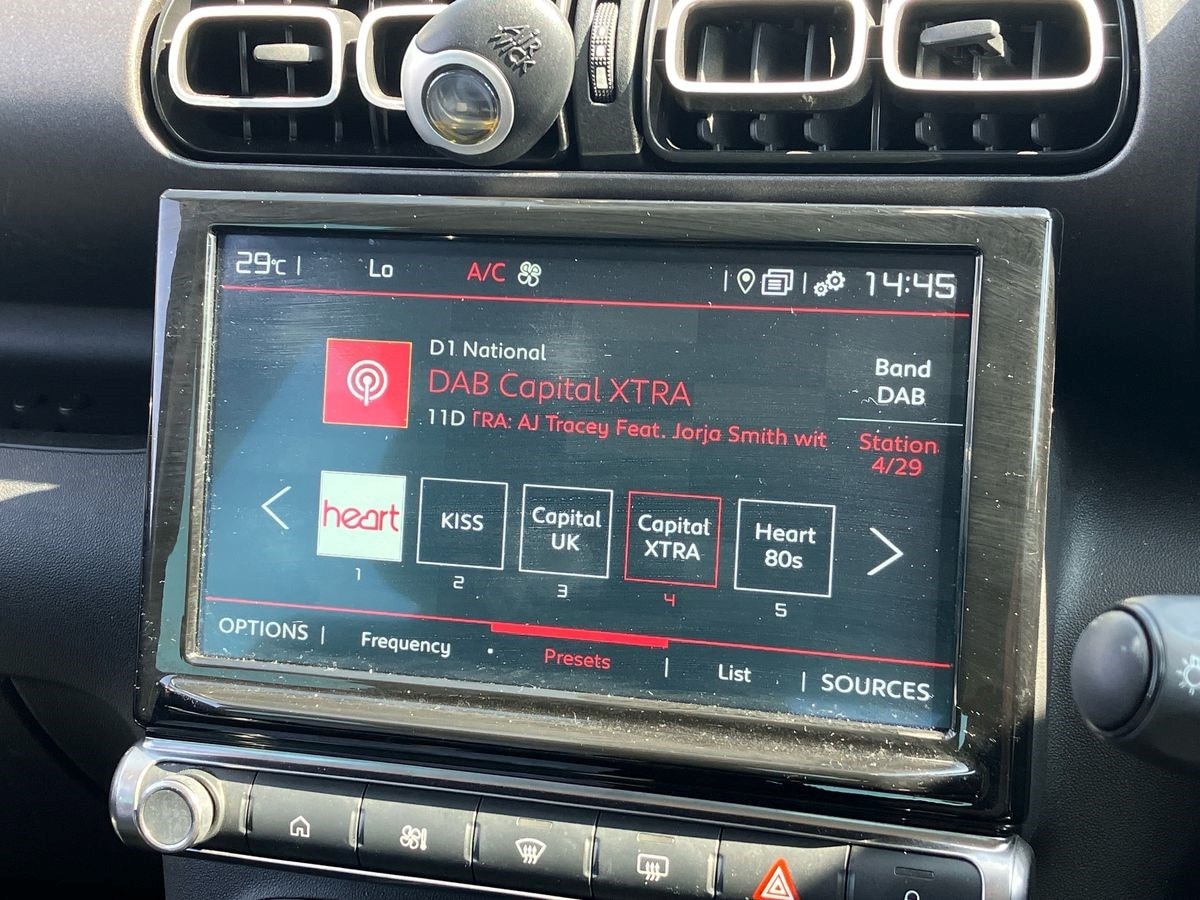 AIR
WICK
29°C | Lo A/C 14:45
D1 National
DAB Capital XTRA
11D TRA: AJ Tracey Feat. Jorja Smith wit
Band
DAB
Station
4/29
heart
KISS
Capital
UK
Capital
XTRA
Heart
80s
1
2
3
4
5
OPTIONS | Frequency • Presets | List | SOURCES